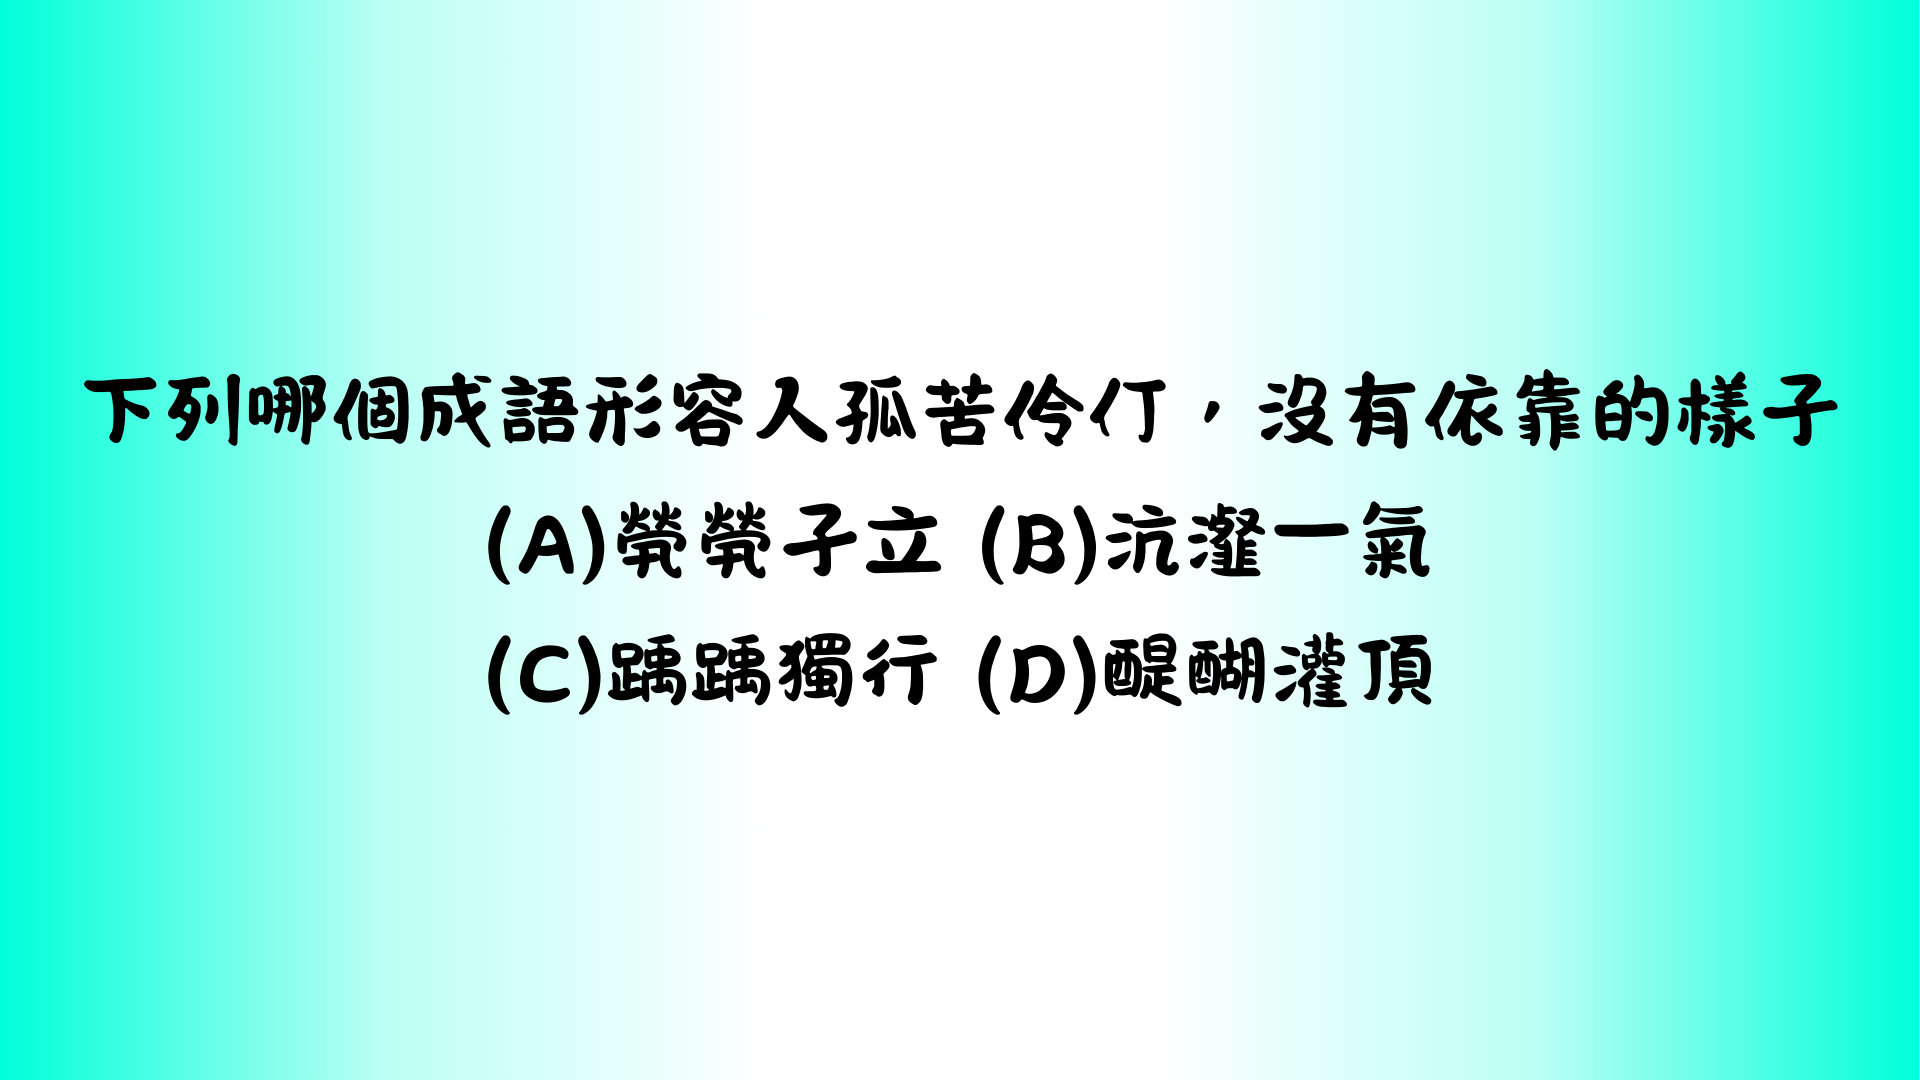 下列哪個成語形容人孤苦伶仃，沒有依靠的樣子
(A)煢煢孑立 (B)沆瀣一氣
(C)踽踽獨行 (D)醍醐灌頂